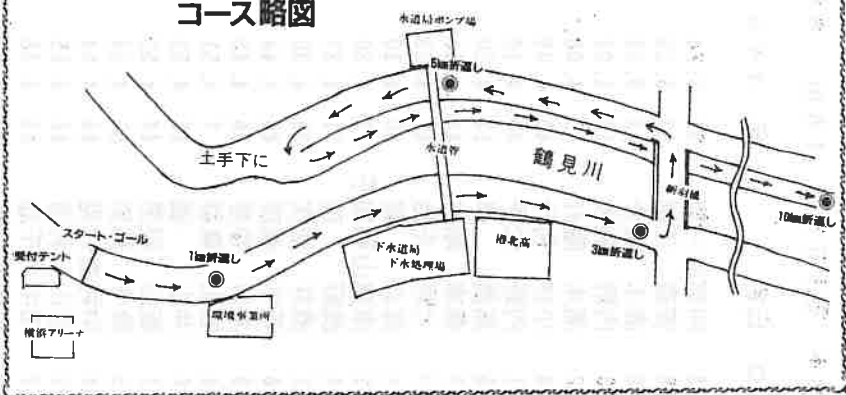 コース略図
水道局ポンプ場
5km折返し
土手下に
水道管
鶴見川
新羽橋
10km折返し
スタート・ゴール
受付テント
1km折返し
下水道局
下水処理場
港北高
3km折返し
環境事業所
横浜アリーナ